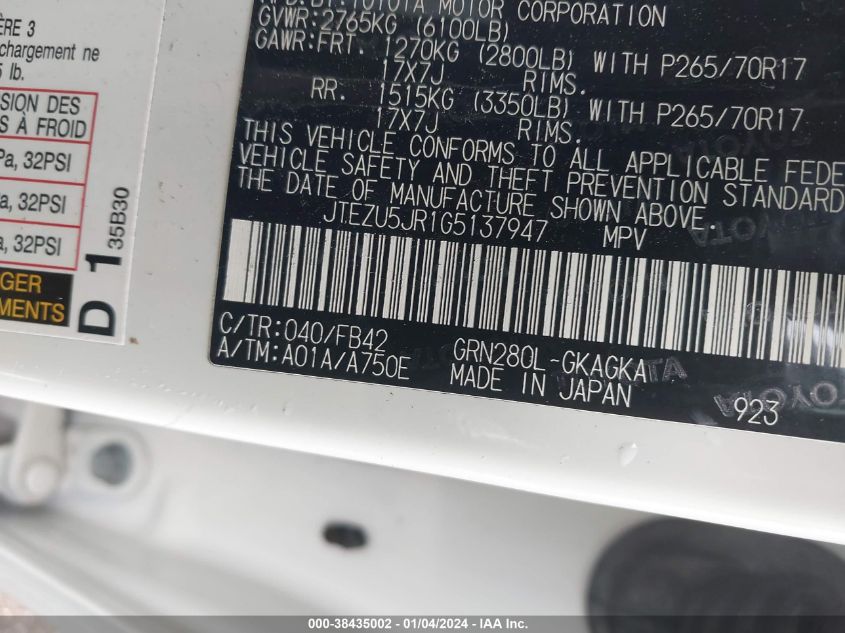 ÈRE 3
chargement ne
lb.
SION DES
S À FROID
Pa, 32PSI
a, 32PSI
a, 32PSI
GER
EMENTS
D 1
35B30
TOYOTA MOTOR CORPORATION
GVWR:2765KG (6100LB)
GAWR:FRT. 1270KG (2800LB) WITH P265/70R17
17X7J RIMS.
RR. 1515KG (3350LB) WITH P265/70R17
17X7J RIMS.
THIS VEHICLE CONFORMS TO ALL APPLICABLE FEDE
VEHICLE SAFETY AND THEFT PREVENTION STANDARD
THE DATE OF MANUFACTURE SHOWN ABOVE.
JTEZU5JR1G5137947 MPV
C/TR:040/FB42 GRN280L-GKAGKA
A/TM:A01A/A750E MADE IN JAPAN
923
TOYOTA
000-38435002 - 01/04/2024 - IAA Inc.